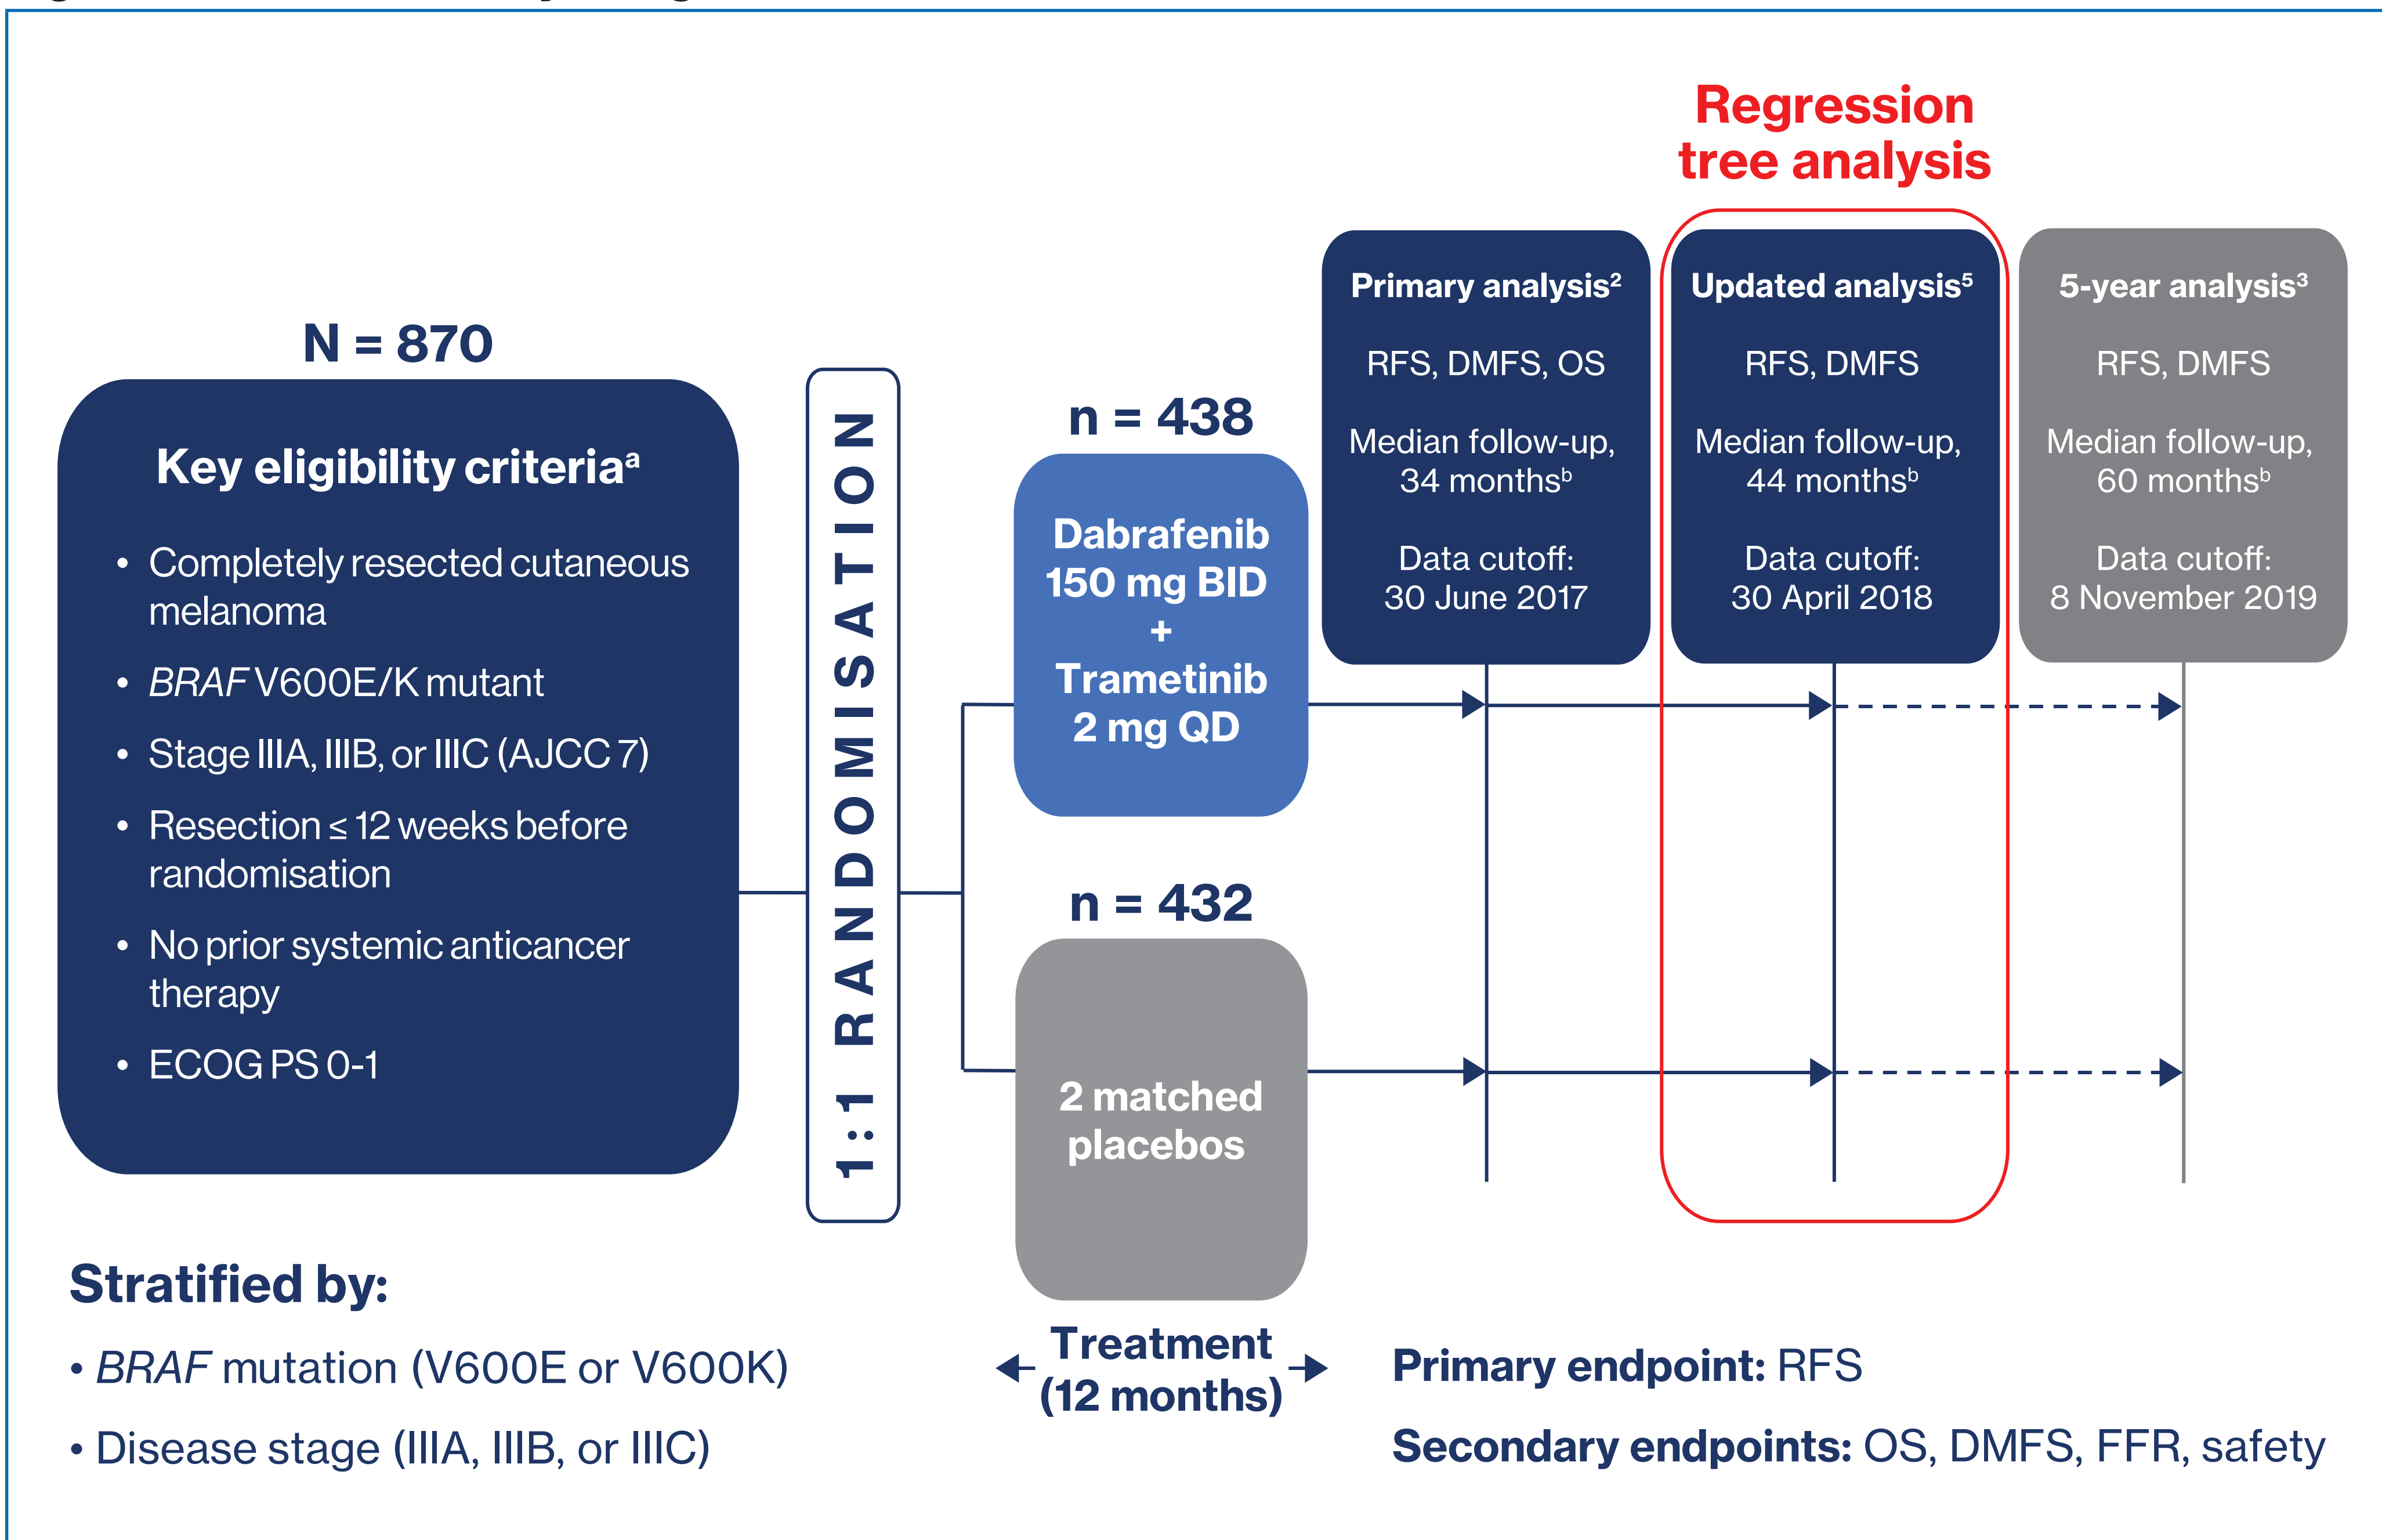 Regression
tree analysis
N = 870
Key eligibility criteriaᵃ
• Completely resected cutaneous
melanoma
• BRAF V600E/K mutant
• Stage IIIA, IIIB, or IIIC (AJCC 7)
• Resection ≤ 12 weeks before
randomisation
• No prior systemic anticancer
therapy
• ECOG PS 0-1
1:1 RANDOMISATION
n = 438
Dabrafenib
150 mg BID
+
Trametinib
2 mg QD
n = 432
2 matched
placebos
Treatment
(12 months)
Primary analysis²
RFS, DMFS, OS
Median follow-up,
34 monthsᵇ
Data cutoff:
30 June 2017
Updated analysis⁵
RFS, DMFS
Median follow-up,
44 monthsᵇ
Data cutoff:
30 April 2018
5-year analysis³
RFS, DMFS
Median follow-up,
60 monthsᵇ
Data cutoff:
8 November 2019
Stratified by:
• BRAF mutation (V600E or V600K)
• Disease stage (IIIA, IIIB, or IIIC)
Primary endpoint: RFS
Secondary endpoints: OS, DMFS, FFR, safety